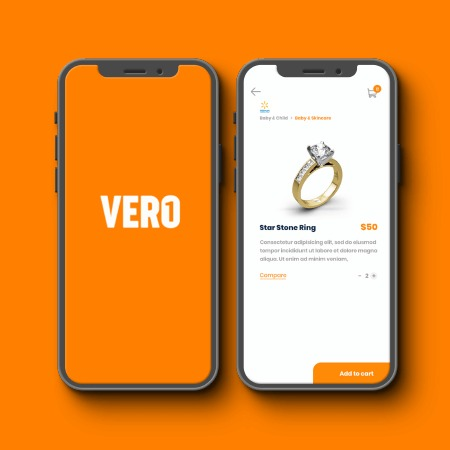 VERO
Baby & Child › Baby & Skincare
Star Stone Ring $50
Consectetur adipidcing elit, sed do eiusmod
tempor incididunt ut labore et dolore magna
aliqua. Ut enim ad minim veniam,
Compare - 2 +
Add to cart